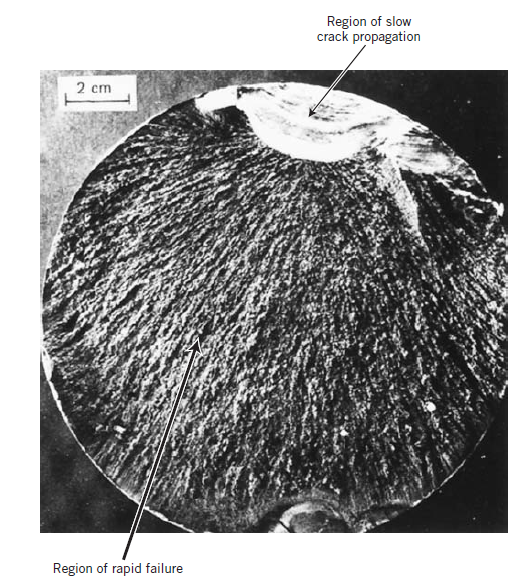 Region of slow
crack propagation
2 cm
Region of rapid failure